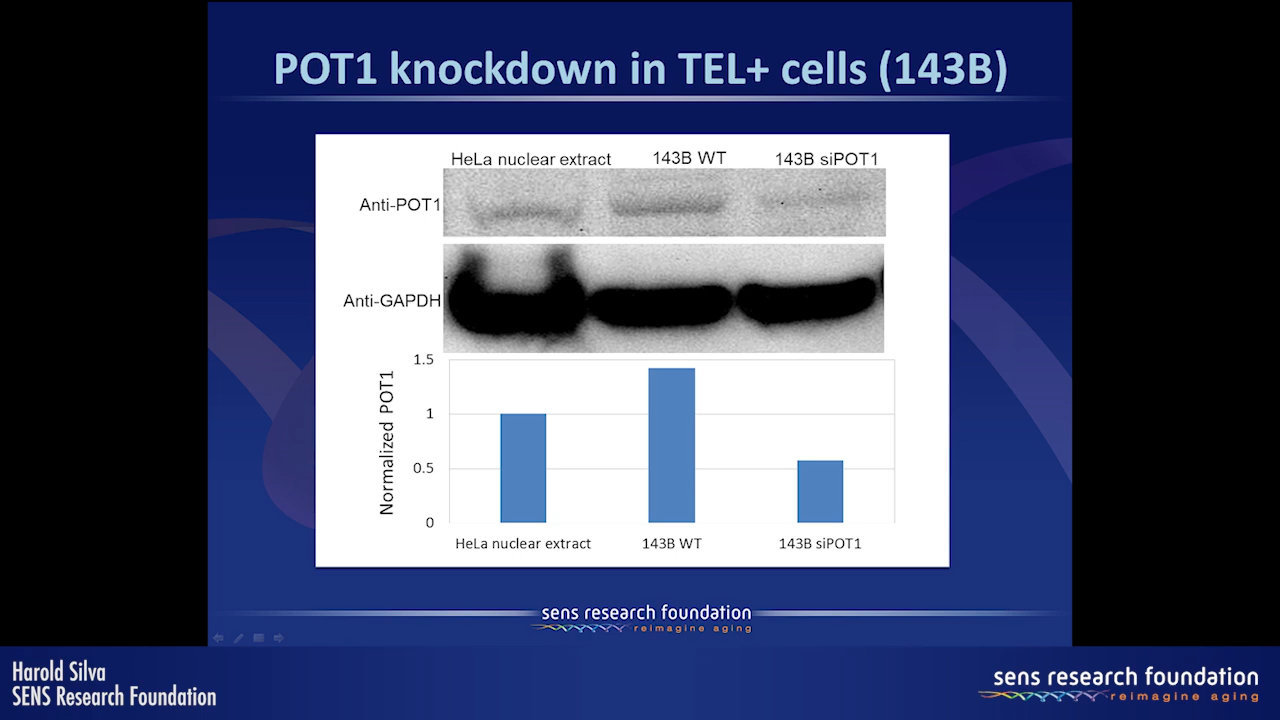 POT1 knockdown in TEL+ cells (143B)
HeLa nuclear extract 143B WT 143B siPOT1
Anti-POT1
Anti-GAPDH
1.5
1
0.5
0
Normalized POT1
HeLa nuclear extract 143B WT 143B siPOT1
sens research foundation
reimagine aging
Harold Silva
SENS Research Foundation
sens research foundation
reimagine aging